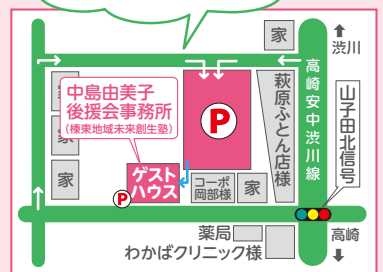 家
↑
渋川
高崎安中渋川線
山子田北信号
中島由美子
後援会事務所
(榛東地域未来創生塾)
家
家
家
P
萩原ふとん店様
ゲスト
ハウス
P
コーポ
岡部様
家
薬局
わかばクリニック様
高崎
↓